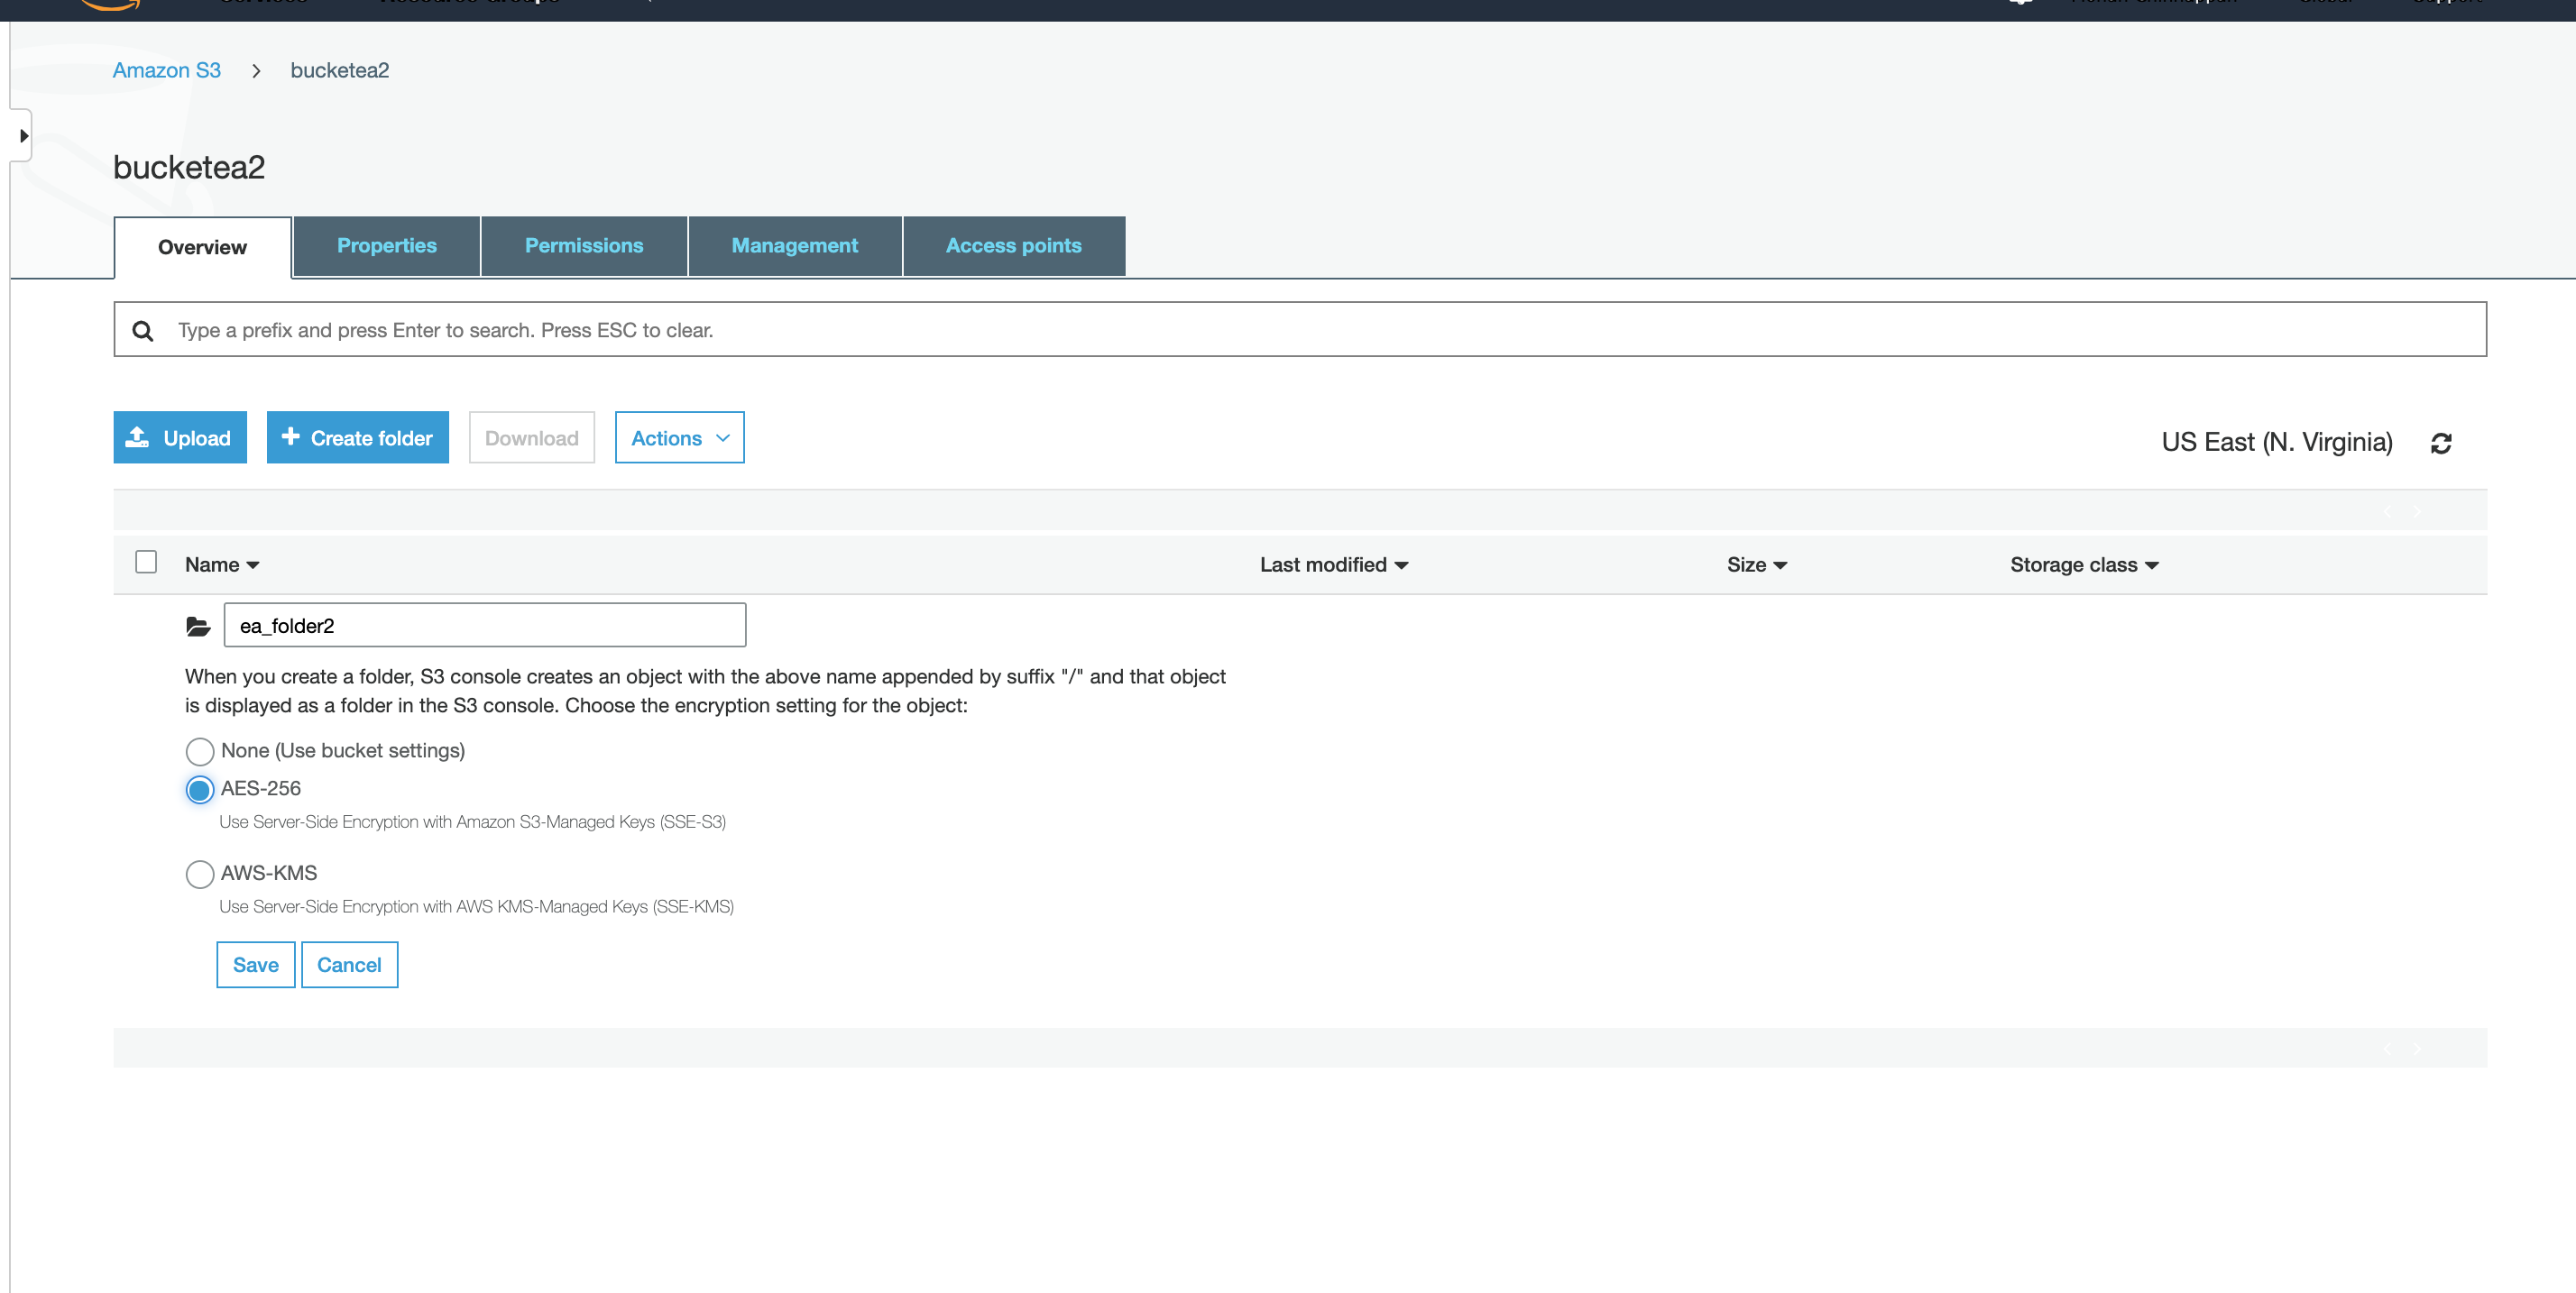 Amazon S3 > bucketea2
bucketea2
Overview Properties Permissions Management Access points
Type a prefix and press Enter to search. Press ESC to clear.
Upload + Create folder Download Actions
US East (N. Virginia)
Name Last modified Size Storage class
ea_folder2
When you create a folder, S3 console creates an object with the above name appended by suffix "/" and that object
is displayed as a folder in the S3 console. Choose the encryption setting for the object:
None (Use bucket settings)
AES-256
Use Server-Side Encryption with Amazon S3-Managed Keys (SSE-S3)
AWS-KMS
Use Server-Side Encryption with AWS KMS-Managed Keys (SSE-KMS)
Save Cancel